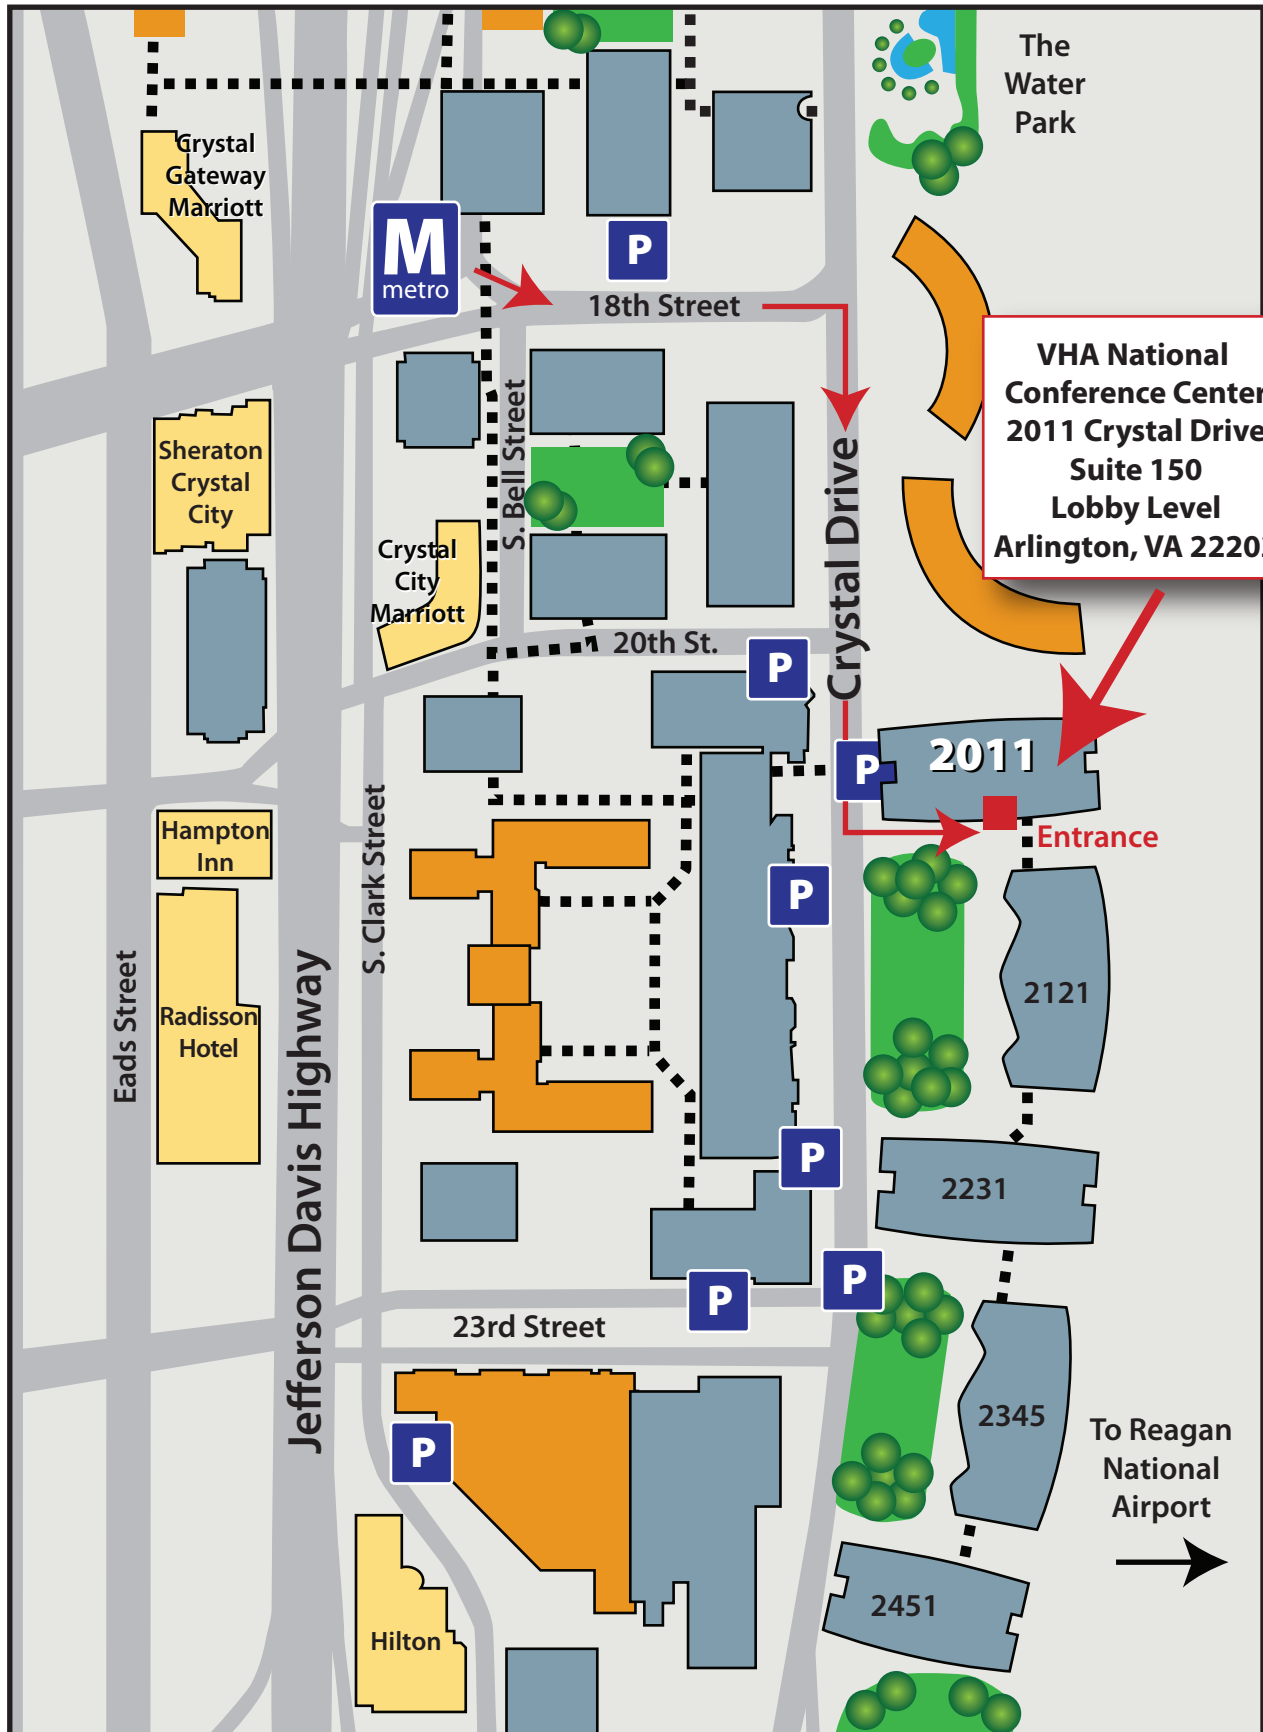 The
Water
Park
Crystal
Gateway
Marriott
M
metro
P
18th Street
VHA National
Conference Center
2011 Crystal Drive
Suite 150
Lobby Level
Arlington, VA 2220
S. Bell Street
Crystal Drive
Sheraton
Crystal
City
Crystal
City
Marriott
20th St.
P
P
2011
Entrance
Hampton
Inn
S. Clark Street
P
Eads Street
Jefferson Davis Highway
Radisson
Hotel
2121
P
2231
P
P
23rd Street
2345
P
To Reagan
National
Airport
2451
Hilton